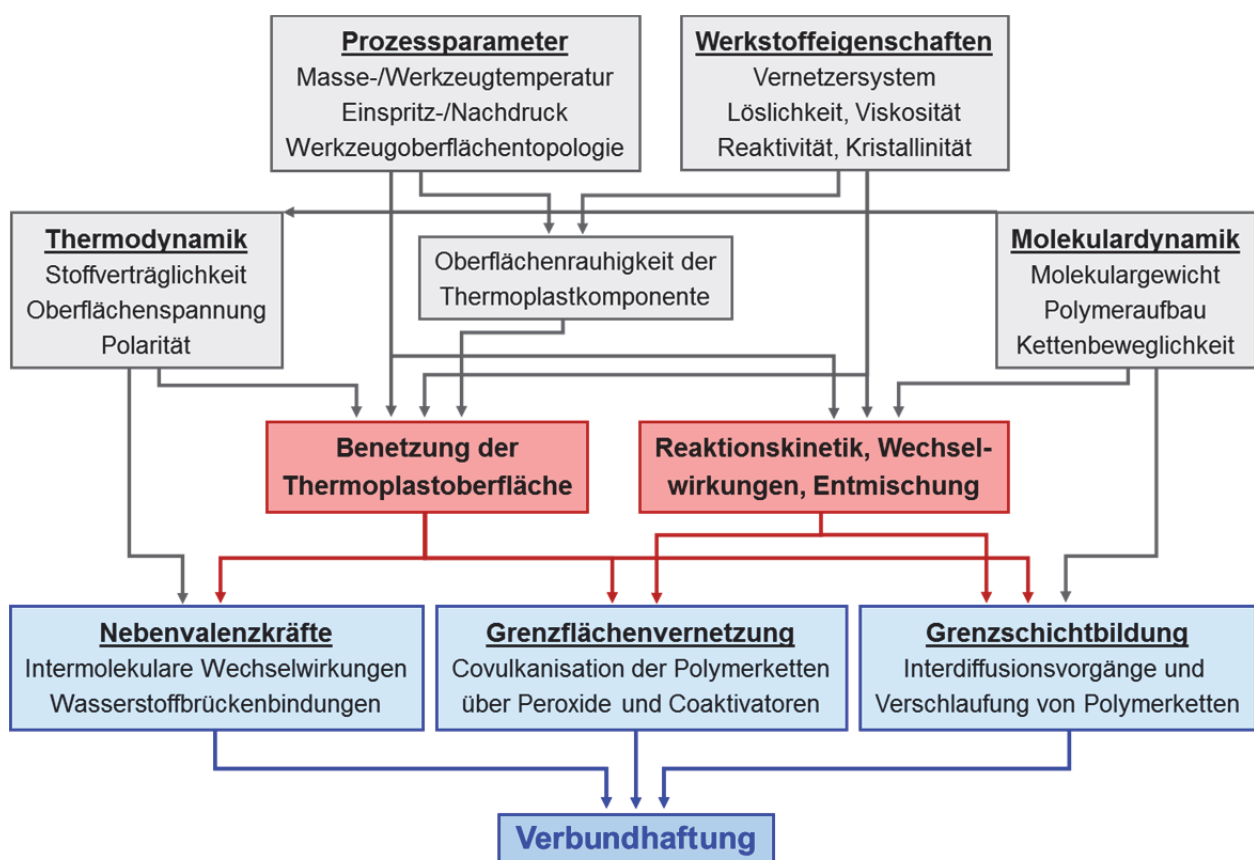 Prozessparameter
Masse-/Werkzeugtemperatur
Einspritz-/Nachdruck
Werkzeugoberflächentopologie
Werkstoffeigenschaften
Vernetzersystem
Löslichkeit, Viskosität
Reaktivität, Kristallinität
Thermodynamik
Stoffverträglichkeit
Oberflächenspannung
Polarität
Oberflächenrauhigkeit der
Thermoplastkomponente
Molekulardynamik
Molekulargewicht
Polymeraufbau
Kettenbeweglichkeit
Benetzung der
Thermoplastoberfläche
Reaktionskinetik, Wechsel-
wirkungen, Entmischung
Nebenvalenzkräfte
Intermolekulare Wechselwirkungen
Wasserstoffbrückenbindungen
Grenzflächenvernetzung
Covulkanisation der Polymerketten
über Peroxide und Coaktivatoren
Grenzschichtbildung
Interdiffusionsvorgänge und
Verschlaufung von Polymerketten
Verbundhaftung